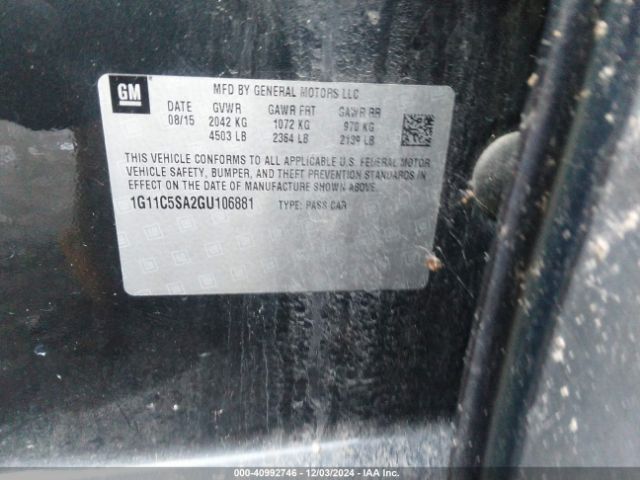 GM
MFD BY GENERAL MOTORS LLC
DATE GVWR GAWR FRT GAWR RR
08/15 2042 KG 1072 KG 970 KG
4503 LB 2364 LB 2139 LB
THIS VEHICLE CONFORMS TO ALL APPLICABLE U.S. FEDERAL MOTOR
VEHICLE SAFETY, BUMPER, AND THEFT PREVENTION STANDARDS IN
EFFECT ON THE DATE OF MANUFACTURE SHOWN ABOVE.
1G11C5SA2GU106881 TYPE: PASS CAR
000-40992746 - 12/03/2024 - IAA Inc.